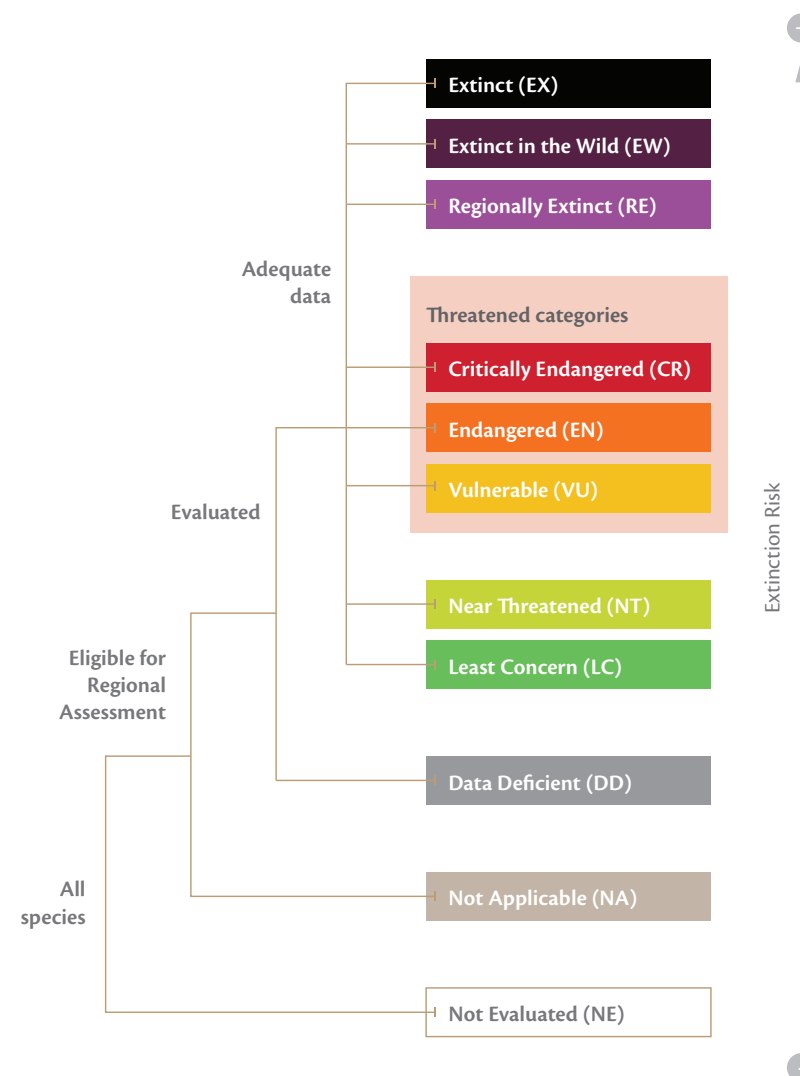 Extinct (EX)
Extinct in the Wild (EW)
Regionally Extinct (RE)
Adequate
data
Threatened categories
Critically Endangered (CR)
Endangered (EN)
Vulnerable (VU)
Evaluated
Extinction Risk
Near Threatened (NT)
Eligible for
Regional
Assessment
Least Concern (LC)
Data Deficient (DD)
All
species
Not Applicable (NA)
Not Evaluated (NE)